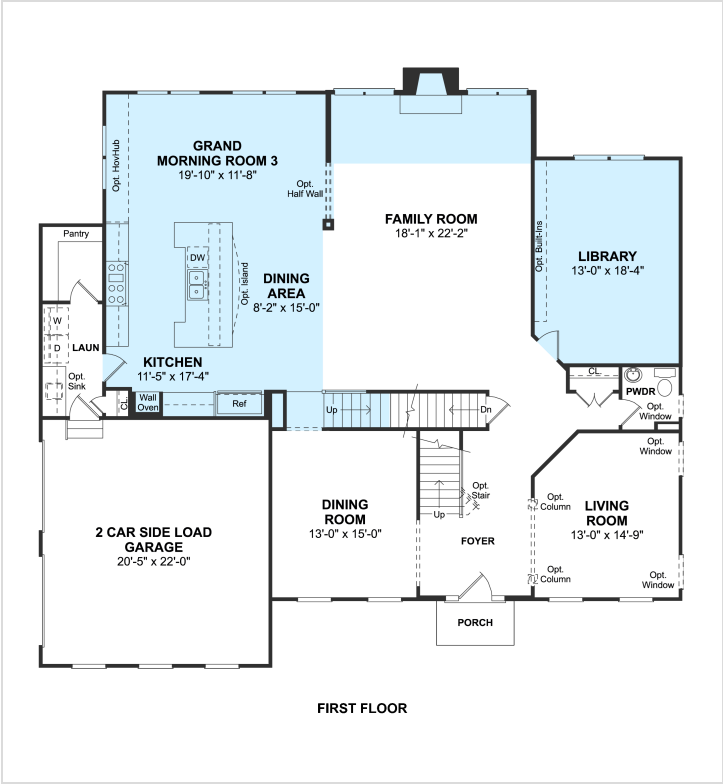 GRAND
MORNING ROOM 3
19'-10" x 11'-8"
Opt. HovHub
Opt.
Half Wall
FAMILY ROOM
18'-1" x 22'-2"
Opt. Built-Ins
LIBRARY
13'-0" x 18'-4"
Pantry
DW
Opt. Island
DINING
AREA
8'-2" x 15'-0"
W
D
LAUN
Opt.
Sink
KITCHEN
11'-5" x 17'-4"
CL.
Wall
Oven
Ref
Up
Dn
CL.
PWDR
Opt.
Window
Opt.
Window
DINING
ROOM
13'-0" x 15'-0"
Opt.
Stair
Up
FOYER
Opt.
Column
LIVING
ROOM
13'-0" x 14'-9"
Opt.
Column
Opt.
Window
2 CAR SIDE LOAD
GARAGE
20'-5" x 22'-0"
PORCH
FIRST FLOOR